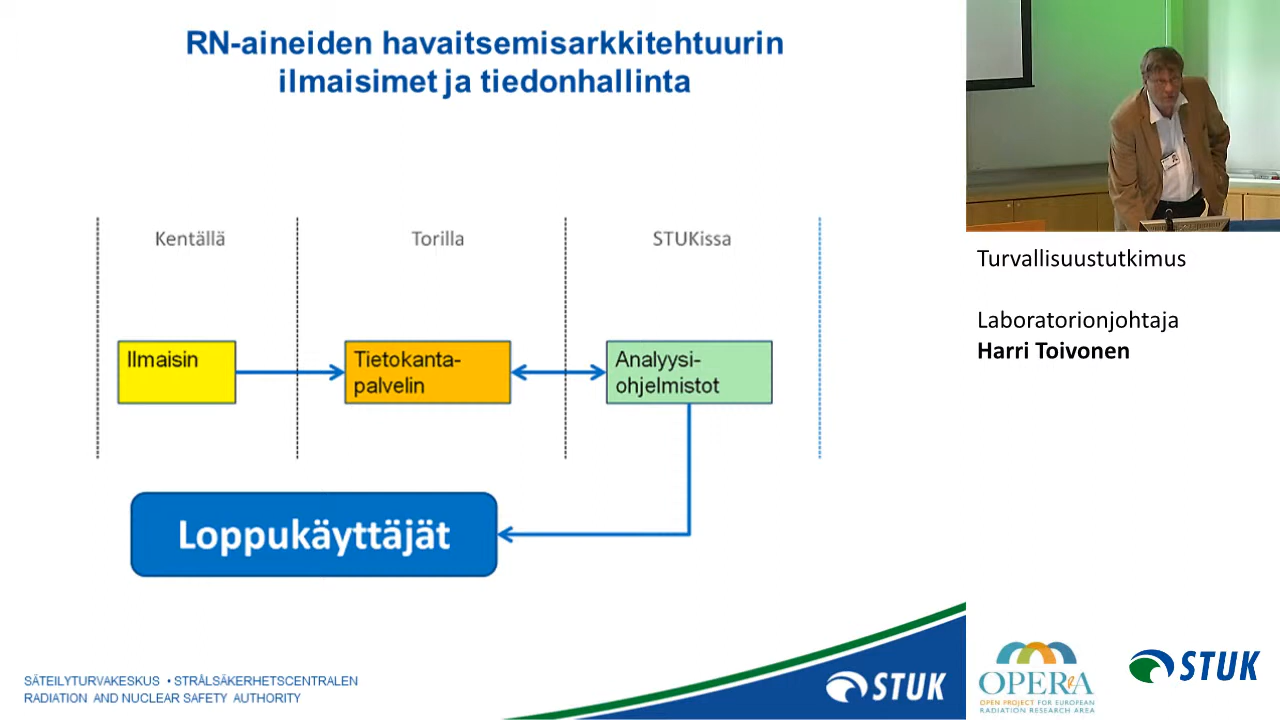 RN-aineiden havaitsemisarkkitehtuurin
ilmaisimet ja tiedonhallinta
Kentällä
Torilla
STUKissa
Ilmaisin
Tietokanta-
palvelin
Analyysi-
ohjelmistot
Loppukäyttäjät
SÄTEILYTURVAKESKUS • STRÅLSÄKERHETSCENTRALEN
RADIATION AND NUCLEAR SAFETY AUTHORITY
STUK
Turvallisuustutkimus
Laboratorionjohtaja
Harri Toivonen
OPERA
OPEN PROJECT FOR EUROPEAN
RADIATION RESEARCH AREA
STUK